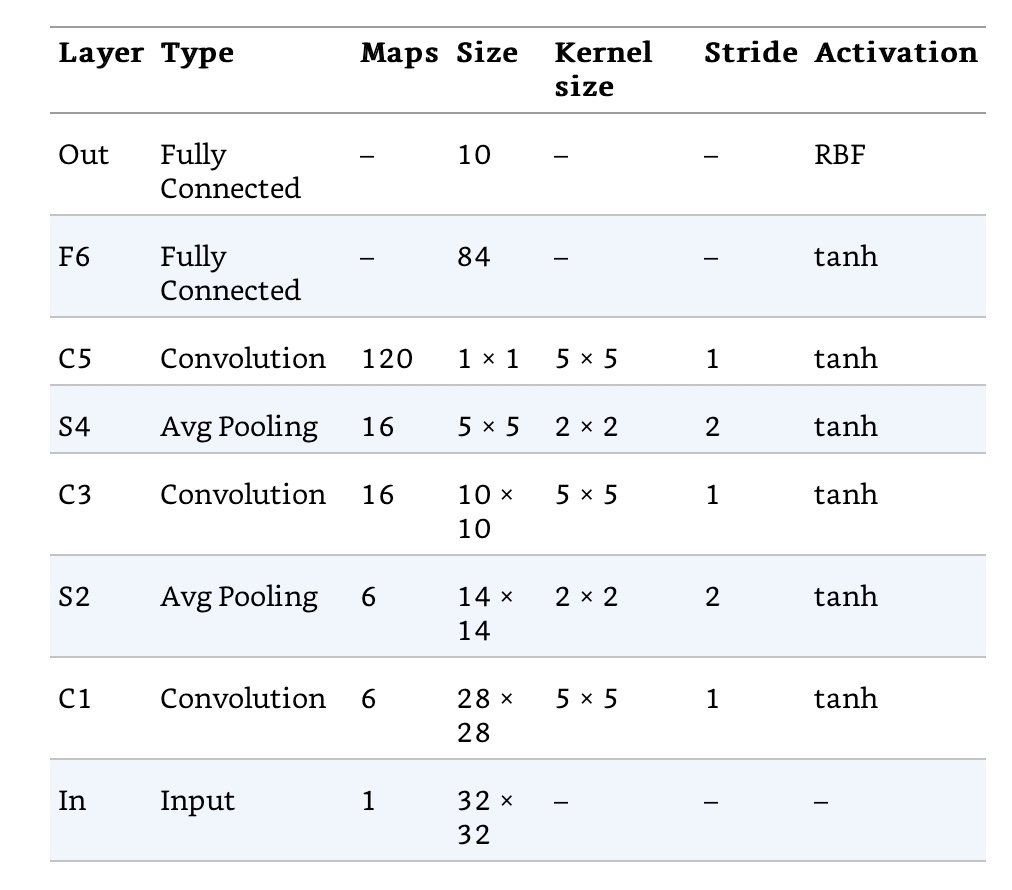 Layer Type Maps Size Kernel Stride Activation
size
Out Fully – 10 – – RBF
Connected
F6 Fully – 84 – – tanh
Connected
C5 Convolution 120 1 × 1 5 × 5 1 tanh
S4 Avg Pooling 16 5 × 5 2 × 2 2 tanh
C3 Convolution 16 10 × 5 × 5 1 tanh
10
S2 Avg Pooling 6 14 × 2 × 2 2 tanh
14
C1 Convolution 6 28 × 5 × 5 1 tanh
28
In Input 1 32 × – – –
32